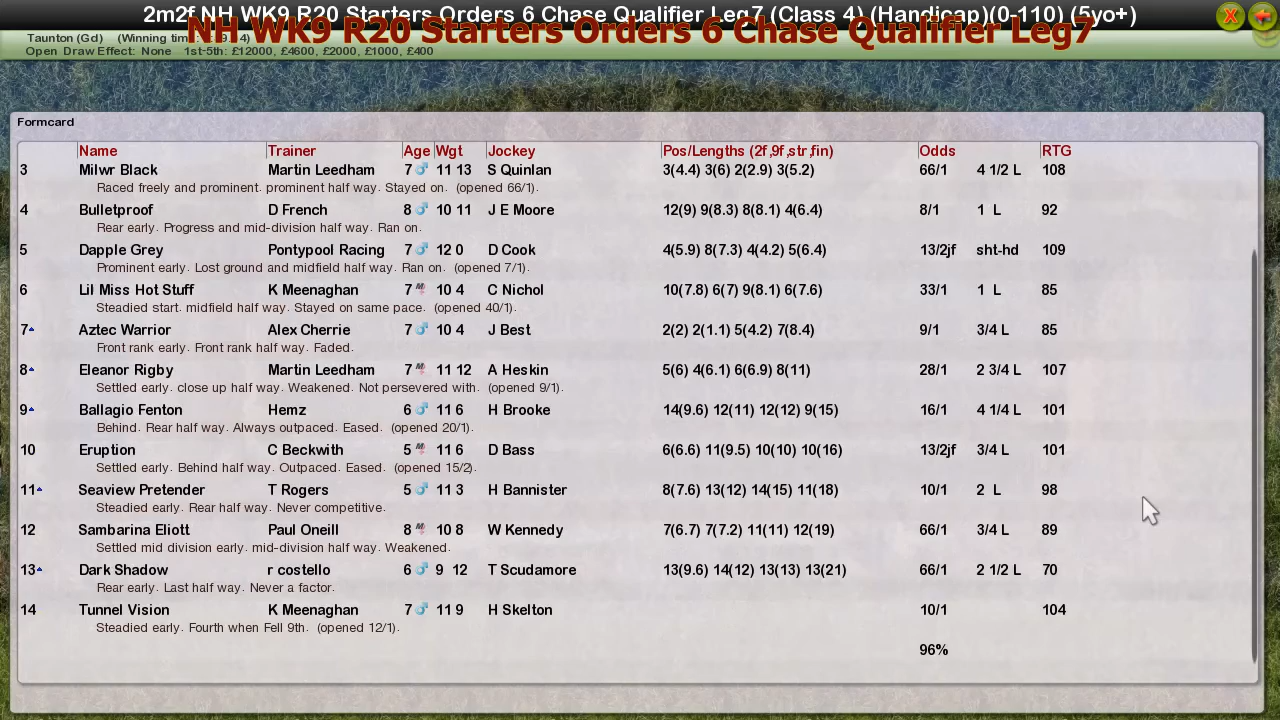 2m2f NH WK9 R20 Starters Orders 6 Chase Qualifier Leg7 (Class 4) (Handicap)(0-110) (5yo+)
NH WK9 R20 Starters Orders 6 Chase Qualifier Leg7
Taunton (Gd) (Winning tim
Open Draw Effect: None 1st-5th: £12000, £4600, £2000, £1000, £400
Formcard
Name Trainer Age Wgt Jockey Pos/Lengths (2f,9f,str,fin) Odds RTG
3 Milwr Black Martin Leedham 7 11 13 S Quinlan 3(4.4) 3(6) 2(2.9) 3(5.2) 66/1 4 1/2 L 108
Raced freely and prominent. prominent half way. Stayed on. (opened 66/1).
4 Bulletproof D French 8 10 11 J E Moore 12(9) 9(8.3) 8(8.1) 4(6.4) 8/1 1 L 92
Rear early. Progress and mid-division half way. Ran on.
5 Dapple Grey Pontypool Racing 7 12 0 D Cook 4(5.9) 8(7.3) 4(4.2) 5(6.4) 13/2jf sht-hd 109
Prominent early. Lost ground and midfield half way. Ran on. (opened 7/1).
6 Lil Miss Hot Stuff K Meenaghan 7 10 4 C Nichol 10(7.8) 6(7) 9(8.1) 6(7.6) 33/1 1 L 85
Steadied start. midfield half way. Stayed on same pace. (opened 40/1).
7 Aztec Warrior Alex Cherrie 7 10 4 J Best 2(2) 2(1.1) 5(4.2) 7(8.4) 9/1 3/4 L 85
Front rank early. Front rank half way. Faded.
8 Eleanor Rigby Martin Leedham 7 11 12 A Heskin 5(6) 4(6.1) 6(6.9) 8(11) 28/1 2 3/4 L 107
Settled early. close up half way. Weakened. Not persevered with. (opened 9/1).
9 Ballagio Fenton Hemz 6 11 6 H Brooke 14(9.6) 12(11) 12(12) 9(15) 16/1 4 1/4 L 101
Behind. Rear half way. Always outpaced. Eased. (opened 20/1).
10 Eruption C Beckwith 5 11 6 D Bass 6(6.6) 11(9.5) 10(10) 10(16) 13/2jf 3/4 L 101
Settled early. Behind half way. Outpaced. Eased. (opened 15/2).
11 Seaview Pretender T Rogers 5 11 3 H Bannister 8(7.6) 13(12) 14(15) 11(18) 10/1 2 L 98
Steadied early. Rear half way. Never competitive.
12 Sambarina Eliott Paul Oneill 8 10 8 W Kennedy 7(6.7) 7(7.2) 11(11) 12(19) 66/1 3/4 L 89
Settled mid division early. mid-division half way. Weakened.
13 Dark Shadow r costello 6 9 12 T Scudamore 13(9.6) 14(12) 13(13) 13(21) 66/1 2 1/2 L 70
Rear early. Last half way. Never a factor.
14 Tunnel Vision K Meenaghan 7 11 9 H Skelton 10/1 104
Steadied early. Fourth when Fell 9th. (opened 12/1).
96%